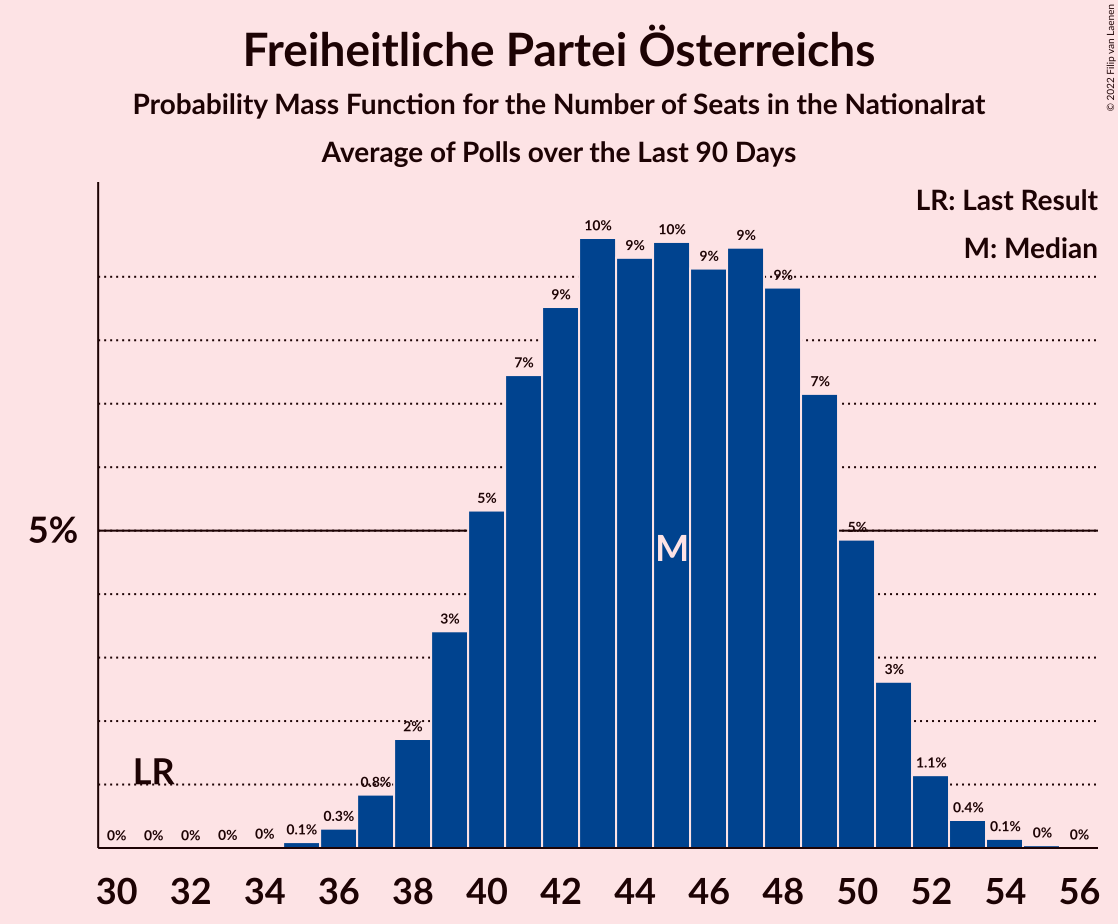 Freiheitliche Partei Österreichs
Probability Mass Function for the Number of Seats in the Nationalrat
Average of Polls over the Last 90 Days
© 2022 Filip van Laenen
LR: Last Result
M: Median
5%
LR
M
0% 0% 0% 0% 0% 0.1% 0.3% 0.8% 2% 3% 5% 7% 9% 10% 9% 10% 9% 9% 9% 7% 5% 3% 1.1% 0.4% 0.1% 0% 0%
30 32 34 36 38 40 42 44 46 48 50 52 54 56